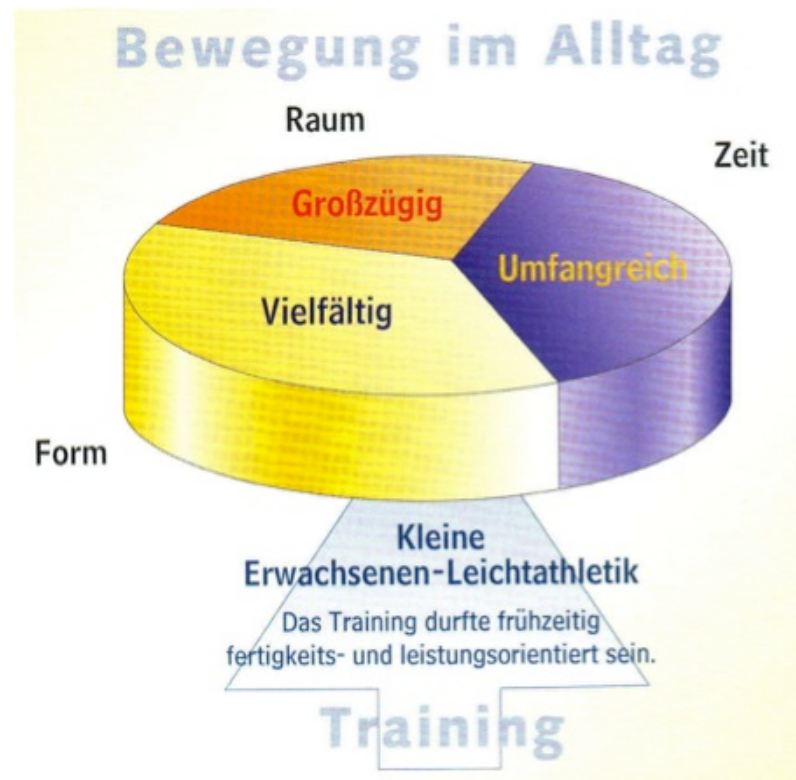 Bewegung im Alltag
Raum
Zeit
Großzügig
Umfangreich
Vielfältig
Form
Kleine
Erwachsenen-Leichtathletik
Das Training durfte frühzeitig
fertigkeits- und leistungsorientiert sein.
Training